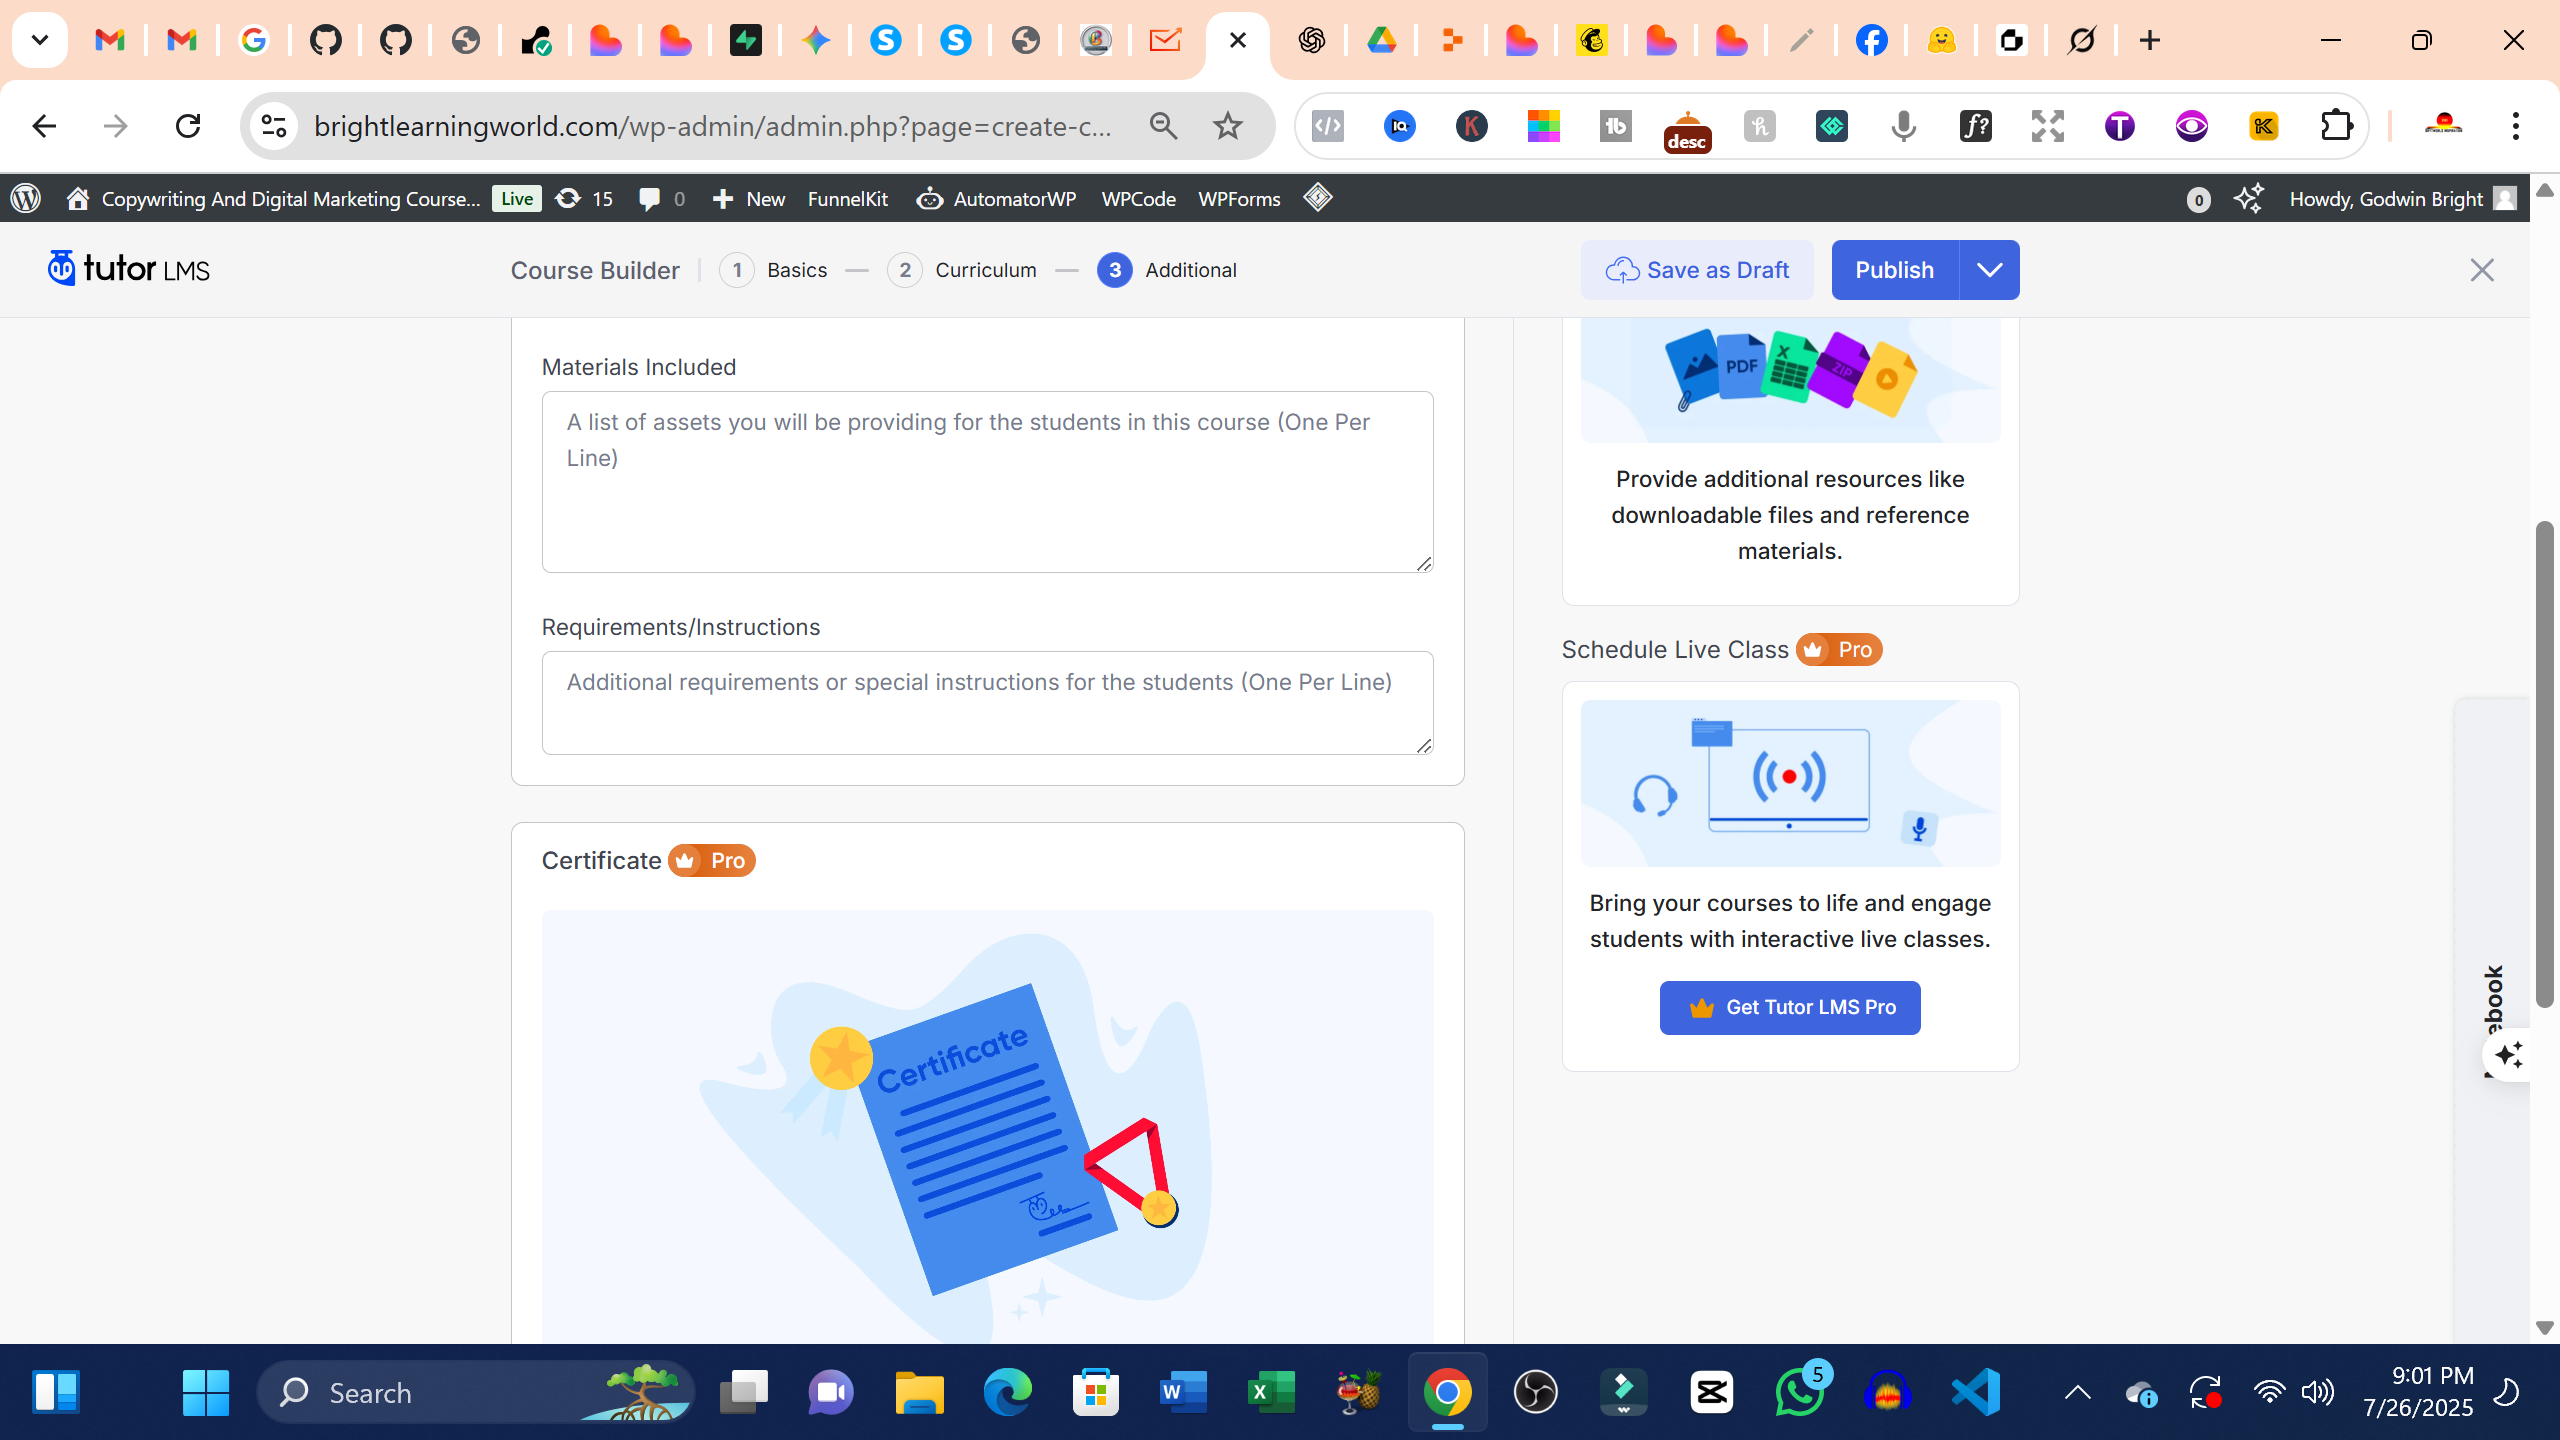 brightlearningworld.com/wp-admin/admin.php?page=create-c...
desc
Copywriting And Digital Marketing Course...
Live
15
0
New
FunnelKit
AutomatorWP
WPCode
WPForms
0
Howdy, Godwin Bright
tutor LMS
Course Builder
1 Basics
2 Curriculum
3 Additional
Save as Draft
Publish
Materials Included
A list of assets you will be providing for the students in this course (One Per
Line)
Requirements/Instructions
Additional requirements or special instructions for the students (One Per Line)
Certificate Pro
Certificate
PDF
X
ZIP
Provide additional resources like
downloadable files and reference
materials.
Schedule Live Class Pro
Bring your courses to life and engage
students with interactive live classes.
Get Tutor LMS Pro
Search
5
9:01 PM
7/26/2025